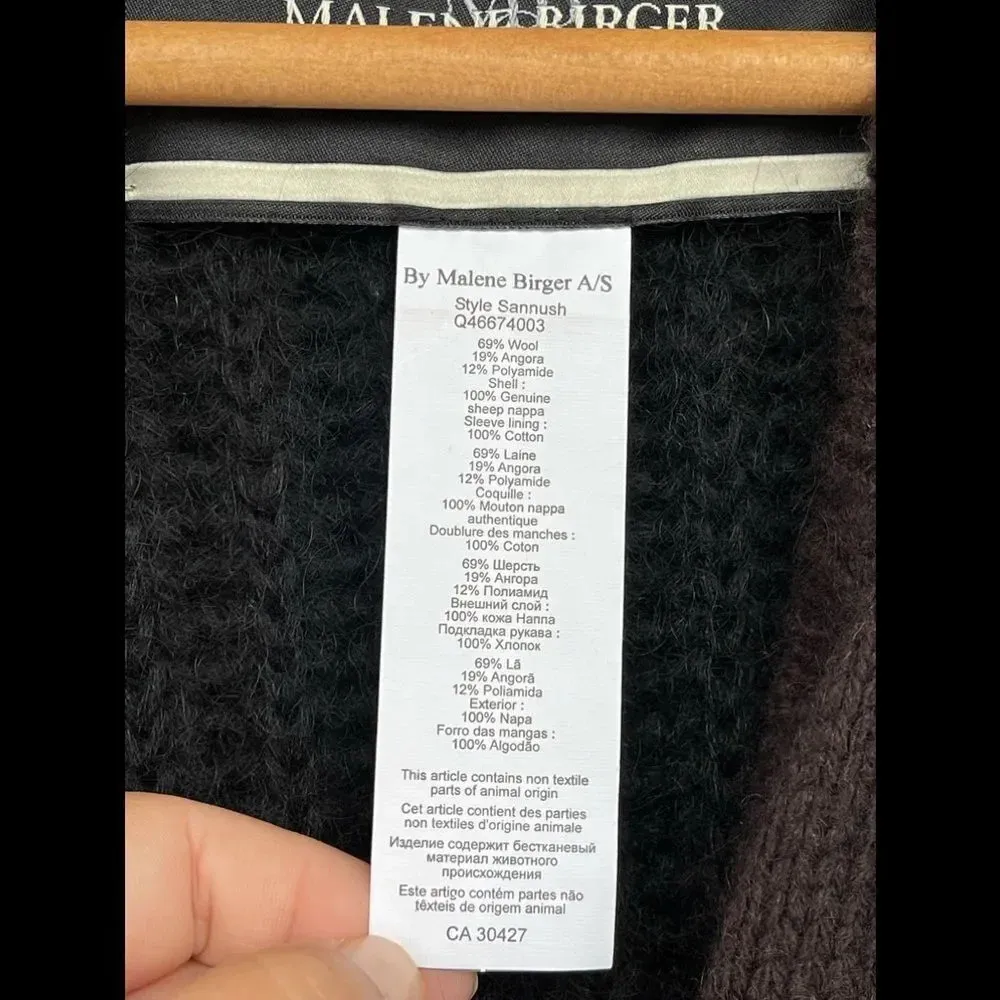 MALENE BIRGER
By Malene Birger A/S
Style Sannush
Q46674003
69% Wool
19% Angora
12% Polyamide
Shell :
100% Genuine
sheep nappa
Sleeve lining :
100% Cotton
69% Laine
19% Angora
12% Polyamide
Coquille :
100% Mouton nappa
authentique
Doublure des manches :
100% Coton
69% Шерсть
19% Ангора
12% Полиамид
Внешний слой :
100% кожа Наппа
Подкладка рукава :
100% Хлопок
69% Lã
19% Angorã
12% Poliamida
Exterior :
100% Napa
Forro das mangas :
100% Algodão
This article contains non textile
parts of animal origin
Cet article contient des parties
non textiles d'origine animale
Изделие содержит бестканевый
материал животного
происхождения
Este artigo contém partes não
têxteis de origem animal
CA 30427